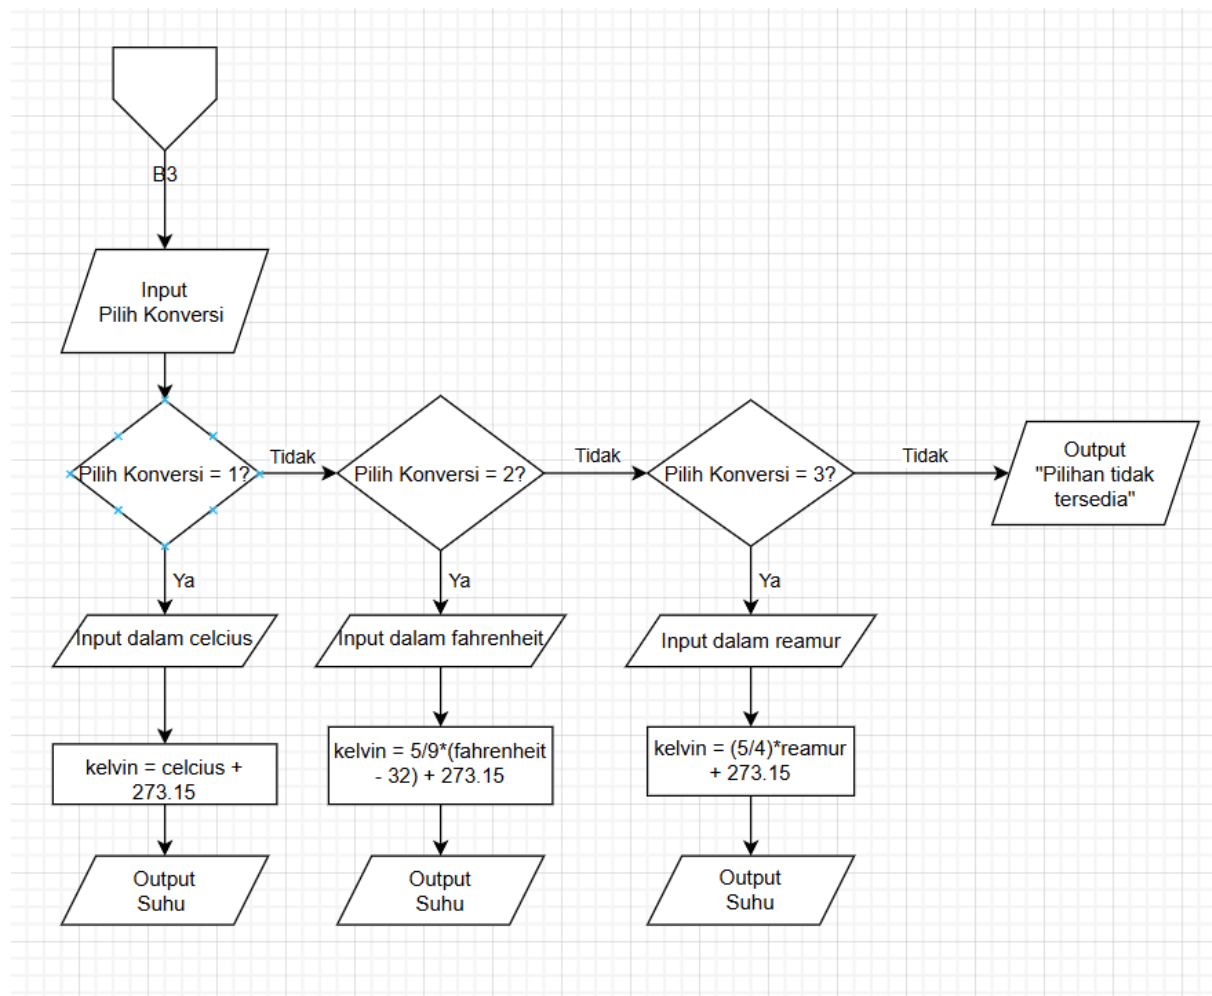 B3
Input
Pilih Konversi
Pilih Konversi = 1?
Tidak
Pilih Konversi = 2?
Tidak
Pilih Konversi = 3?
Tidak
Output
"Pilihan tidak
tersedia"
Ya
Ya
Ya
Input dalam celcius
Input dalam fahrenheit
Input dalam reamur
kelvin = celcius +
273.15
kelvin = 5/9*(fahrenheit
- 32) + 273.15
kelvin = (5/4)*reamur
+ 273.15
Output
Suhu
Output
Suhu
Output
Suhu